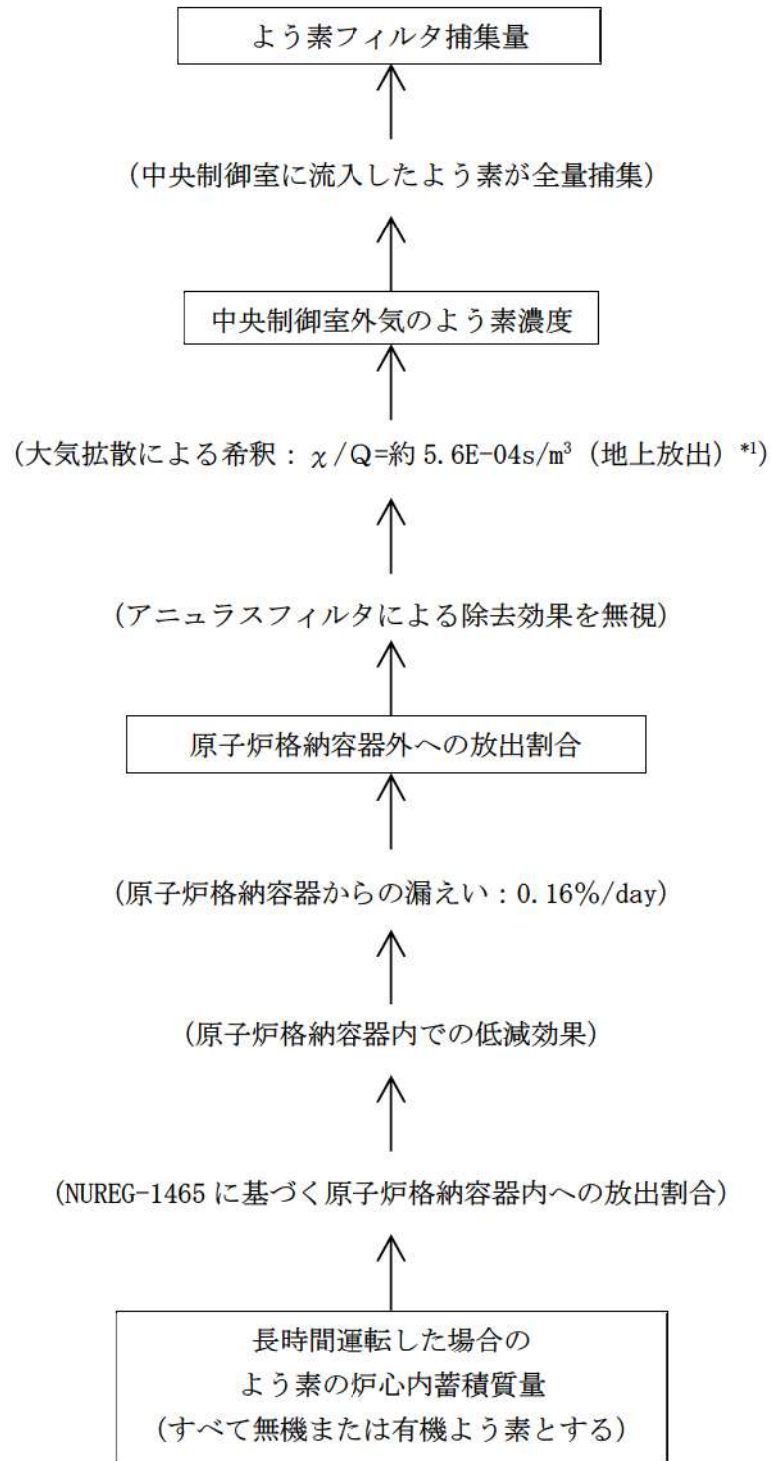 よう素フィルタ捕集量
(中央制御室に流入したよう素が全量捕集)
中央制御室外気のよう素濃度
(大気拡散による希釈：χ/Q=約 5.6E-04s/m³（地上放出）*1)
(アニュラスフィルタによる除去効果を無視)
原子炉格納容器外への放出割合
(原子炉格納容器からの漏えい：0.16%/day)
(原子炉格納容器内での低減効果)
(NUREG-1465 に基づく原子炉格納容器内への放出割合)
長時間運転した場合の
よう素の炉心内蓄積質量
(すべて無機または有機よう素とする)